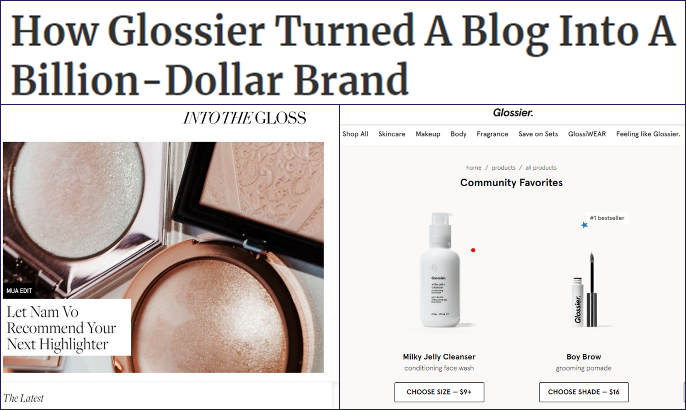 How Glossier Turned A Blog Into A
Billion-Dollar Brand
INTO THE GLOSS
MUA EDIT
Let Nam Vo
Recommend Your
Next Highlighter
The Latest
Glossier.
Shop All Skincare Makeup Body Fragrance Save on Sets GlossiWEAR Feeling like Glossier.
home / products / all products
Community Favorites
#1 bestseller
Glossier.
Glossier.
Milky Jelly Cleanser
conditioning face wash
CHOOSE SIZE — $9+
Boy Brow
grooming pomade
CHOOSE SHADE — $16